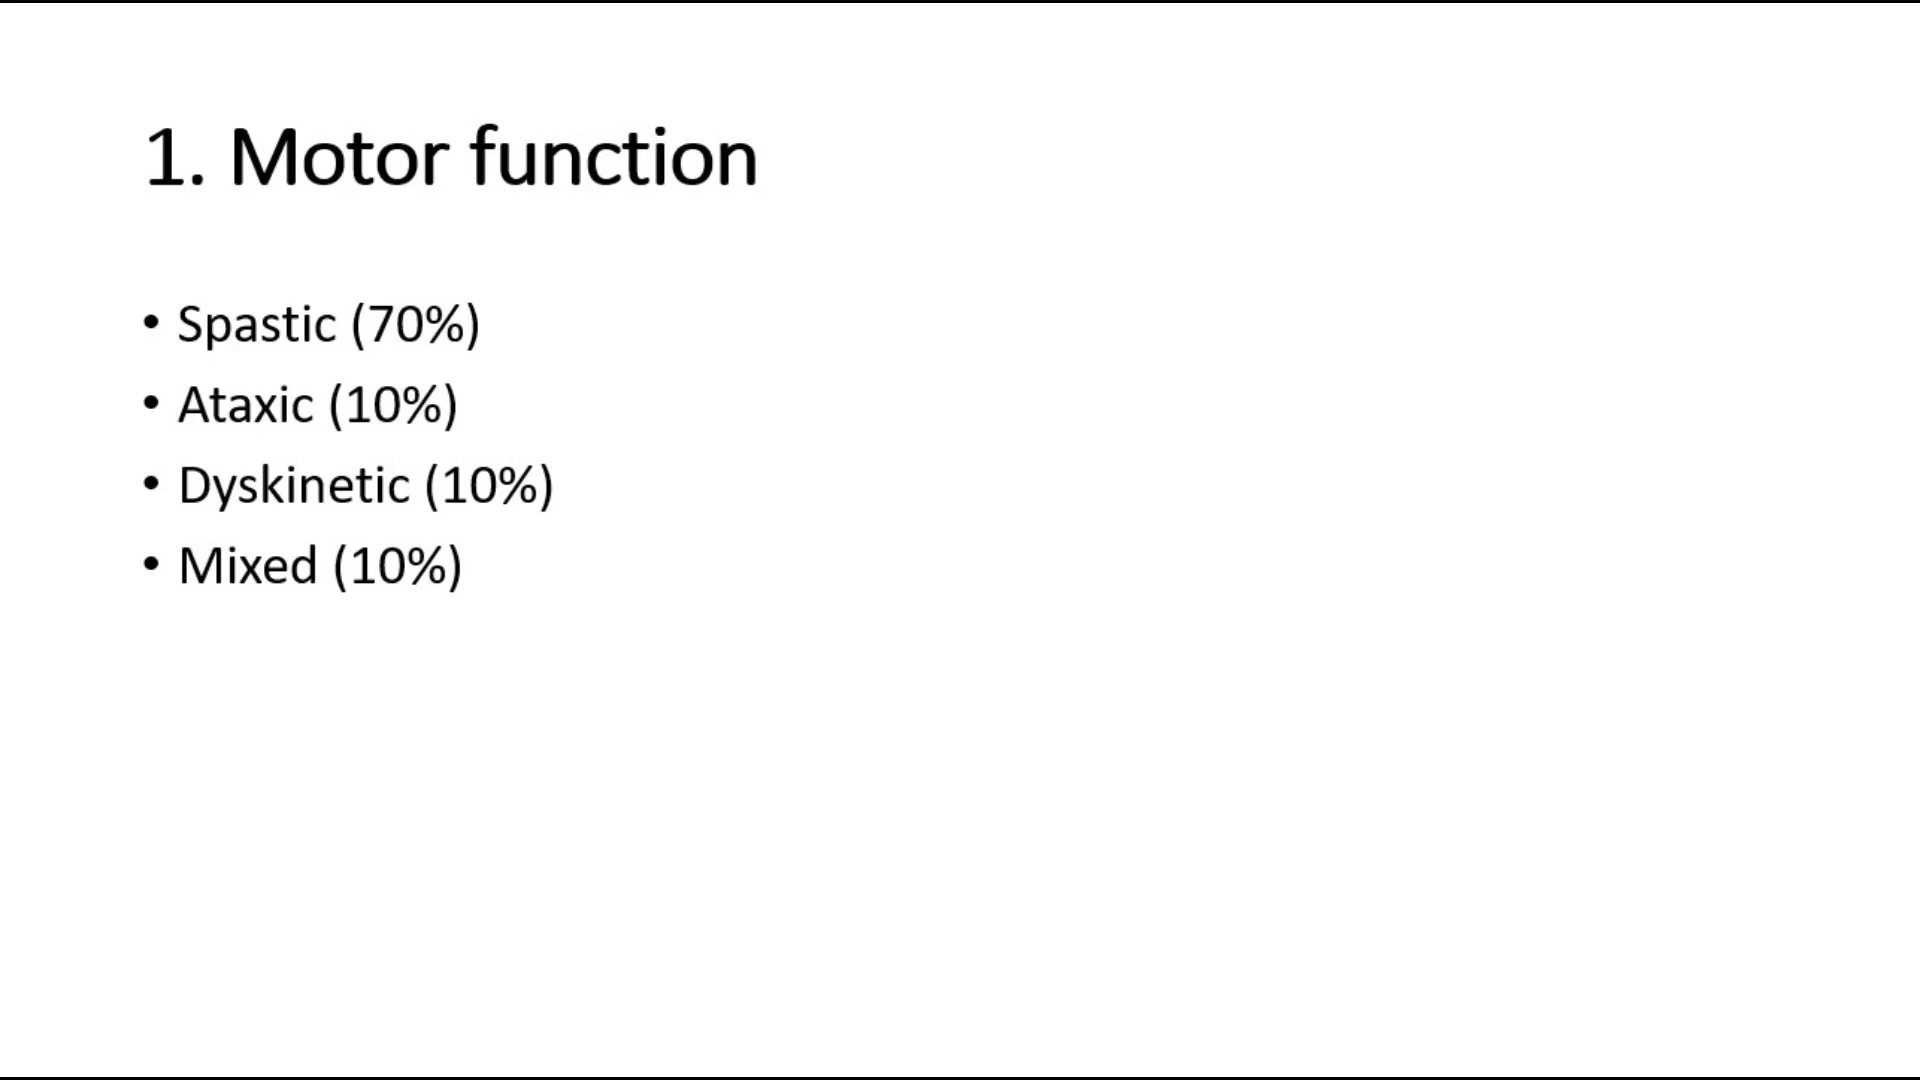 1. Motor function
• Spastic (70%)
• Ataxic (10%)
• Dyskinetic (10%)
• Mixed (10%)